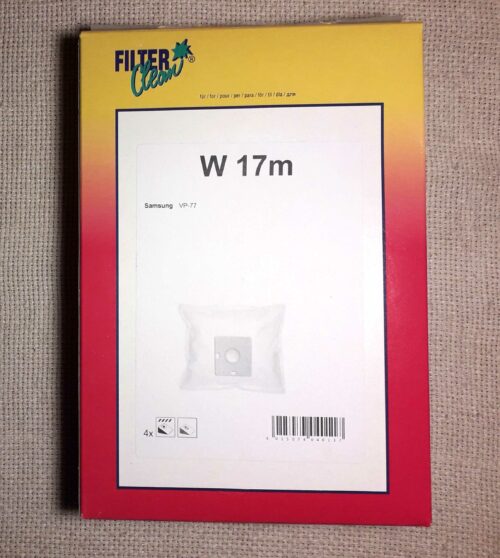 FILTER
Clean®
für / for / pour / per / para / för / til / dla / для
W 17m
Samsung VP-77
4x